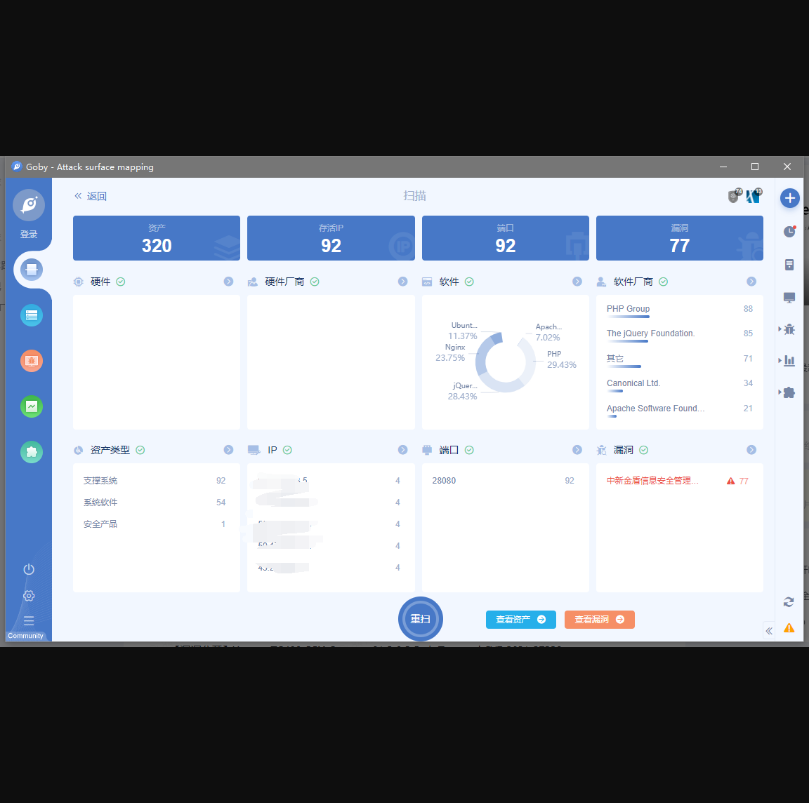 Goby - Attack surface mapping
登录
返回
扫描
资产
320
存活IP
92
端口
92
漏洞
77
硬件
硬件厂商
软件
软件厂商
Ubunt...
11.37%
Apach...
7.02%
Nginx
23.75%
PHP
29.43%
jQuer...
28.43%
PHP Group 88
The jQuery Foundation. 85
其它 71
Canonical Ltd. 34
Apache Software Found... 21
资产类型
IP
端口
漏洞
支撑系统 92
系统软件 54
安全产品 1
4
4
4
4
4
28080 92
中新金盾信息安全管理... 77
重扫
查看资产
查看漏洞
Community